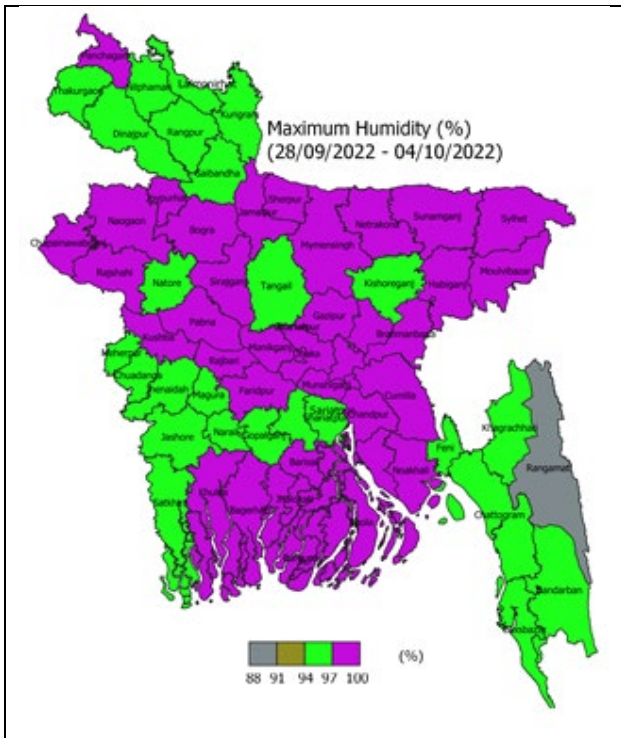 Panchagarh
Thakurgaon
Nilphamari
Lalmonirhat
Kurigram
Dinajpur
Rangpur
Maximum Humidity (%)
(28/09/2022 - 04/10/2022)
Gaibandha
Naogaon
Joypurhat
Bogra
Jamalpur
Sherpur
Mymensingh
Netrakona
Sunamganj
Sylhet
Chapainawabganj
Rajshahi
Natore
Sirajganj
Tangail
Kishoreganj
Habiganj
Moulvibazar
Pabna
Gazipur
Kushtia
Manikganj
Dhaka
Brahmanbaria
Meherpur
Rajbari
Chuadanga
Jhenaidah
Magura
Faridpur
Munshiganj
Cumilla
Jashore
Narail
Gopalganj
Chandpur
Khagrachhari
Feni
Rangamati
Satkhira
Khulna
Bagerhat
Barisal
Bhola
Noakhali
Chattogram
Bandarban
(%)
88 91 94 97 100